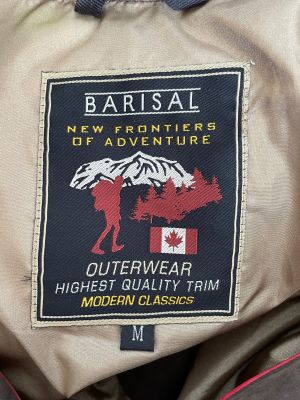 BARISAL
NEW FRONTIERS
OF ADVENTURE
OUTERWEAR
HIGHEST QUALITY TRIM
MODERN CLASSICS
M